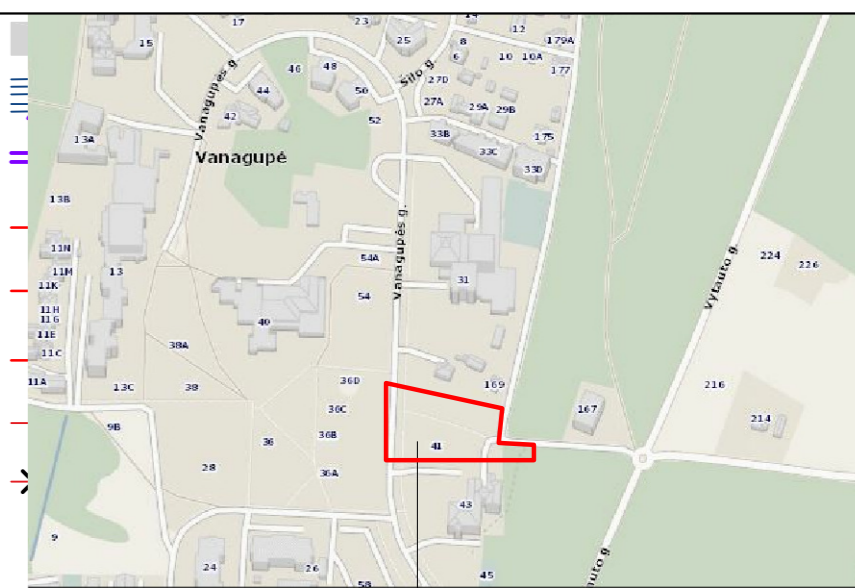 17
23
12
15
25
8
179A
6
10
10A
Šilo g.
46
48
177
27D
44
50
27A
29A
29B
42
52
Vanagupės g.
33B
175
13A
33C
Vanagupė
33D
13B
Vanagupės g.
11N
54A
224
226
11M
13
31
11K
54
Vytauto g.
11H
11G
40
11E
38A
11C
36D
11A
13C
38
169
216
36C
167
214
9B
36B
36
41
28
36A
43
9
24
26
45
5B
auto g.